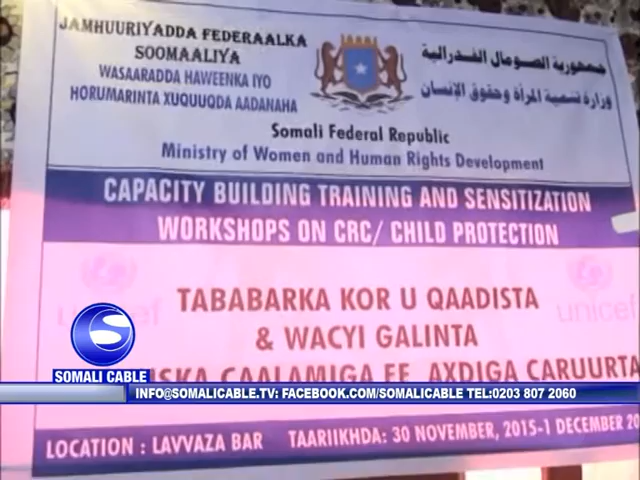 JAMHUURIYADDA FEDERAALKA
SOOMAALIYA
WASAARADDA HAWEENKA IYO
HORUMARINTA XUQUUQDA AADANAHA
جمهورية الصومال الفدرالية
وزارة تنمية المرأة وحقوق الإنسان
Somali Federal Republic
Ministry of Women and Human Rights Development
CAPACITY BUILDING TRAINING AND SENSITIZATION
WORKSHOPS ON CRC/ CHILD PROTECTION
unicef
unicef
TABABARKA KOR U QAADISTA
& WACYI GALINTA
CAALAMIGA EE AXDIGA CARUURTA
S
SOMALI CABLE
INFO@SOMALICABLE.TV: FACEBOOK.COM/SOMALICABLE TEL:0203 807 2060
LOCATION : LAVVAZA BAR TAARIIKHDA: 30 NOVEMBER, 2015-1 DECEMBER